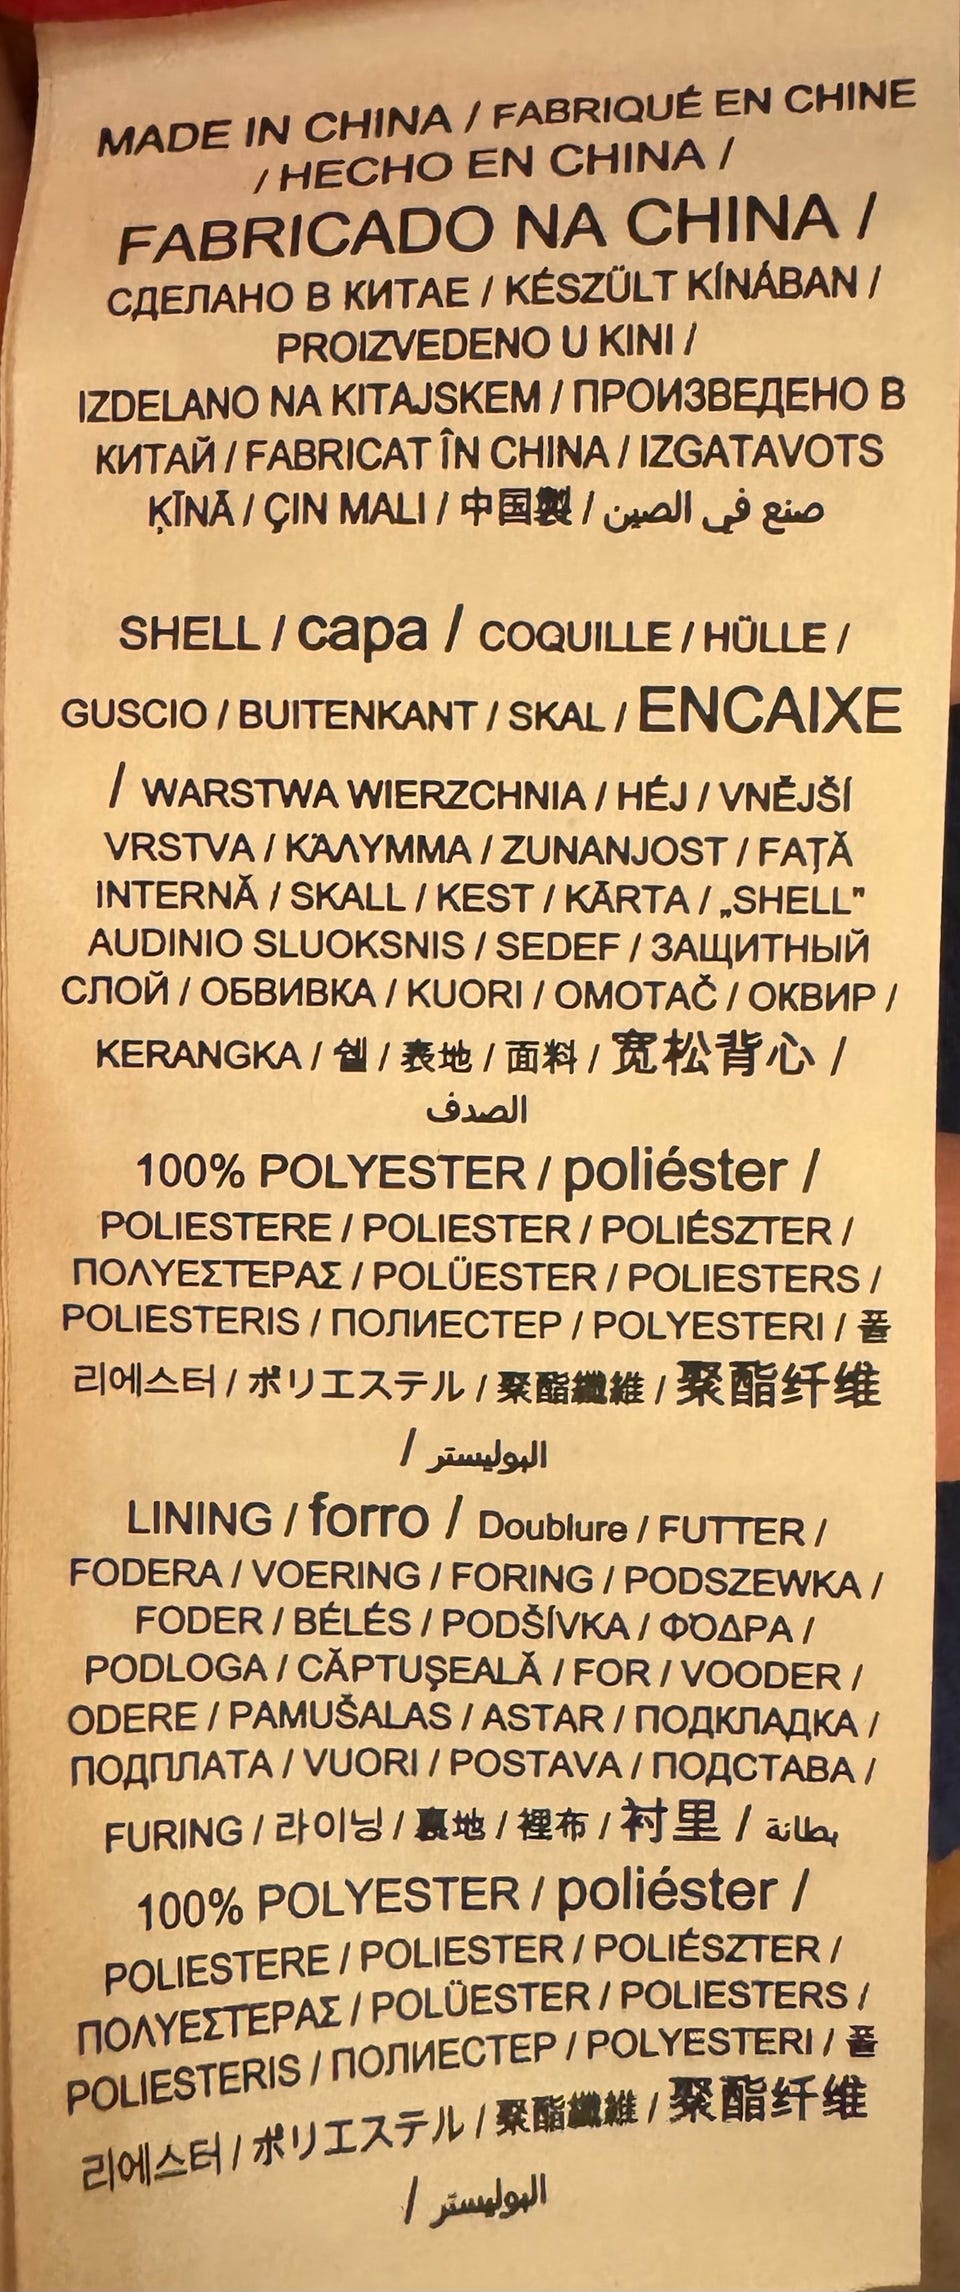 MADE IN CHINA / FABRIQUÉ EN CHINE
/ HECHO EN CHINA /
FABRICADO NA CHINA /
СДЕЛАНО В КИТАЕ / KÉSZÜLT KÍNÁBAN /
PROIZVEDENO U KINI /
IZDELANO NA KITAJSKEM / ПРОИЗВЕДЕНО В
КИТАЙ / FABRICAT ÎN CHINA / IZGATAVOTS
ĶĪNĀ / ÇIN MALI / 中国製 / صنع في الصين
SHELL / capa / COQUILLE / HÜLLE /
GUSCIO / BUITENKANT / SKAL / ENCAIXE
/ WARSTWA WIERZCHNIA / HÉJ / VNĚJŠÍ
VRSTVA / ΚΆΛΥΜΜΑ / ZUNANJOST / FAȚĂ
INTERNĂ / SKALL / KEST / KĀRTA / „SHELL"
AUDINIO SLUOKSNIS / SEDEF / ЗАЩИТНЫЙ
СЛОЙ / ОБВИВКА / KUORI / OMOTAČ / ОКВИР /
KERANGKA / 쉘 / 表地 / 面料 / 宽松背心 /
الصدف
100% POLYESTER / poliéster /
POLIESTERE / POLIESTER / POLIÉSZTER /
ΠΟΛΥΕΣΤΕΡΑΣ / POLÜESTER / POLIESTERS /
POLIESTERIS / ПОЛИЕСТЕР / POLYESTERI / 폴
리에스터 / ポリエステル / 聚酯纖維 / 聚酯纤维
/ البوليستر
LINING / forro / Doublure / FUTTER /
FODERA / VOERING / FORING / PODSZEWKA /
FODER / BÉLÉS / PODŠÍVKA / ΦΌΔΡΑ /
PODLOGA / CĂPTUȘEALĂ / FOR / VOODER /
ODERE / PAMUŠALAS / ASTAR / ПОДКЛАДКА /
ПОДПЛАТА / VUORI / POSTAVA / ПОДСТАВА /
FURING / 라이닝 / 裏地 / 裡布 / 衬里 / بطانة
100% POLYESTER / poliéster /
POLIESTERE / POLIESTER / POLIÉSZTER /
ΠΟΛΥΕΣΤΕΡΑΣ / POLÜESTER / POLIESTERS /
POLIESTERIS / ПОЛИЕСТЕР / POLYESTERI / 폴
리에스터 / ポリエステル / 聚酯纖維 / 聚酯纤维
/ البوليستر